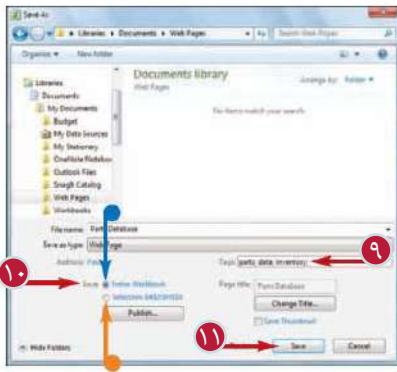 Save As
Libraries ▸ Documents ▸ Web Pages
Search Web Pages
Organize
New folder
Libraries
Documents
My Documents
Budget
My Data Sources
My Stationery
OneNote Notebook
Outlook Files
SnagIt Catalog
Web Pages
Workbooks
Documents library
Web Pages
Arrange by: Folder
No items match your search.
File name: Parts Database
Save as type: Web Page
Authors:
Tags: parts, data, inventory
٩
١٠
Save: Entire Workbook
Selection:
Publish...
Page title: Parts Database
Change Title...
Save Thumbnail
١١
Hide Folders
Save
Cancel